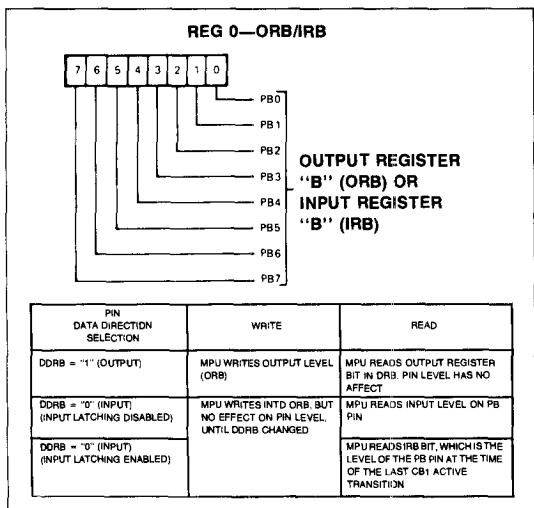 REG 0—ORB/IRB
7 6 5 4 3 2 1 0
PB0
PB1
PB2
PB3
PB4
PB5
PB6
PB7
OUTPUT REGISTER
"B" (ORB) OR
INPUT REGISTER
"B" (IRB)
PIN
DATA DIRECTION
SELECTION
WRITE
READ
DDRB = "1" (OUTPUT)
MPU WRITES OUTPUT LEVEL
(ORB)
MPU READS OUTPUT REGISTER
BIT IN ORB. PIN LEVEL HAS NO
AFFECT
DDRB = "0" (INPUT)
(INPUT LATCHING DISABLED)
MPU WRITES INTO ORB, BUT
NO EFFECT ON PIN LEVEL,
UNTIL DDRB CHANGED
MPU READS INPUT LEVEL ON PB
PIN
DDRB = "0" (INPUT)
(INPUT LATCHING ENABLED)
MPU READS IRB BIT, WHICH IS THE
LEVEL OF THE PB PIN AT THE TIME
OF THE LAST CB1 ACTIVE
TRANSITION